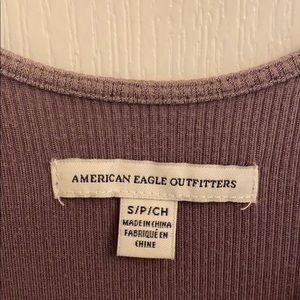 AMERICAN EAGLE OUTFITTERS
S/P/CH
MADE IN CHINA
FABRIQUÉ EN
CHINE